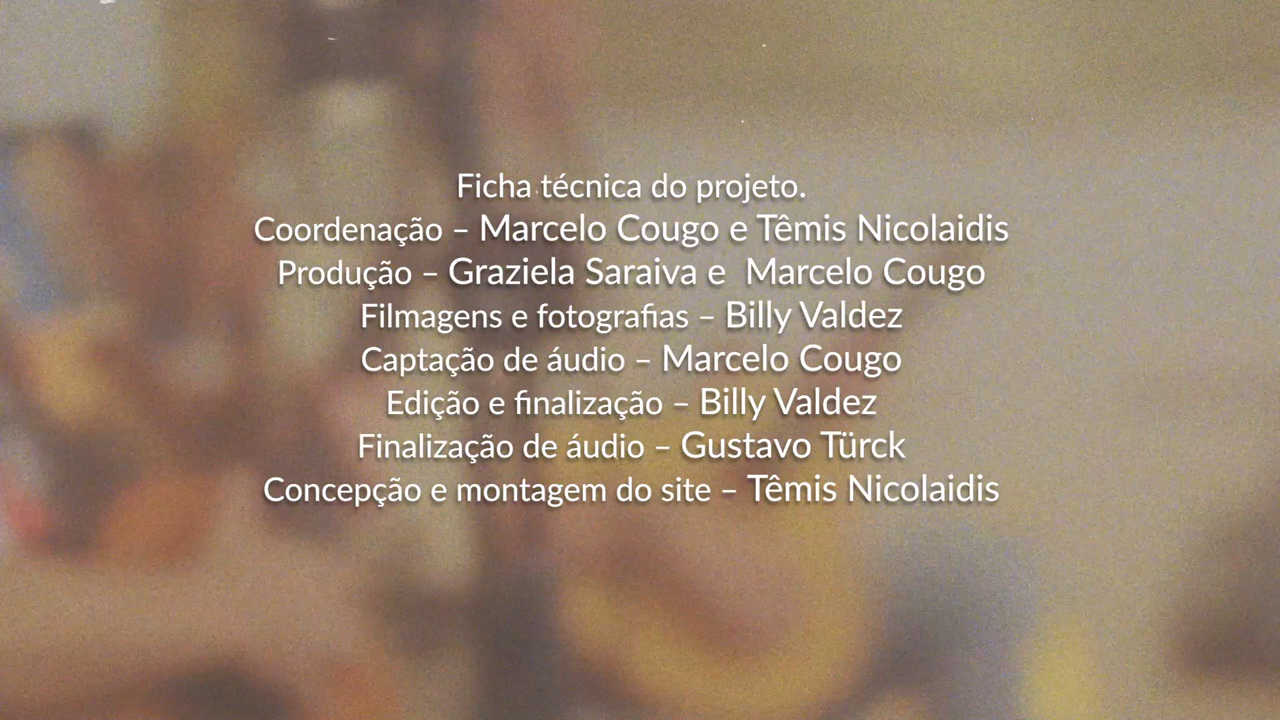 Ficha técnica do projeto.
Coordenação – Marcelo Cougo e Têmis Nicolaidis
Produção – Graziela Saraiva e  Marcelo Cougo
Filmagens e fotografias – Billy Valdez
Captação de áudio – Marcelo Cougo
Edição e finalização – Billy Valdez
Finalização de áudio – Gustavo Türck
Concepção e montagem do site – Têmis Nicolaidis